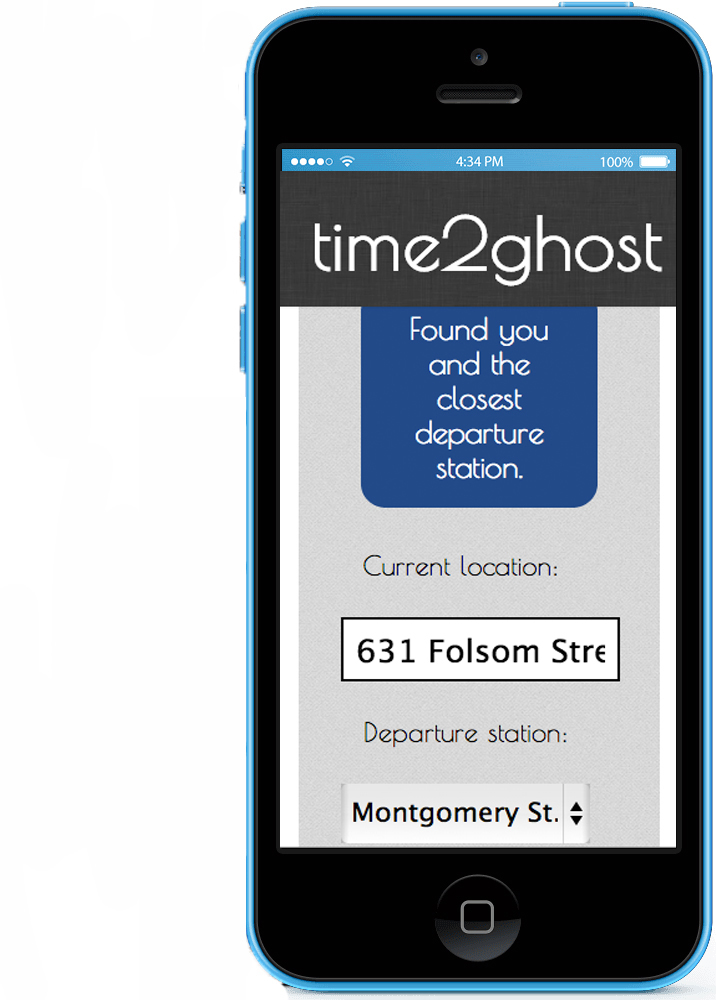 4:34 PM 100%
time2ghost
Found you
and the
closest
departure
station.
Current location:
631 Folsom Stre
Departure station:
Montgomery St.